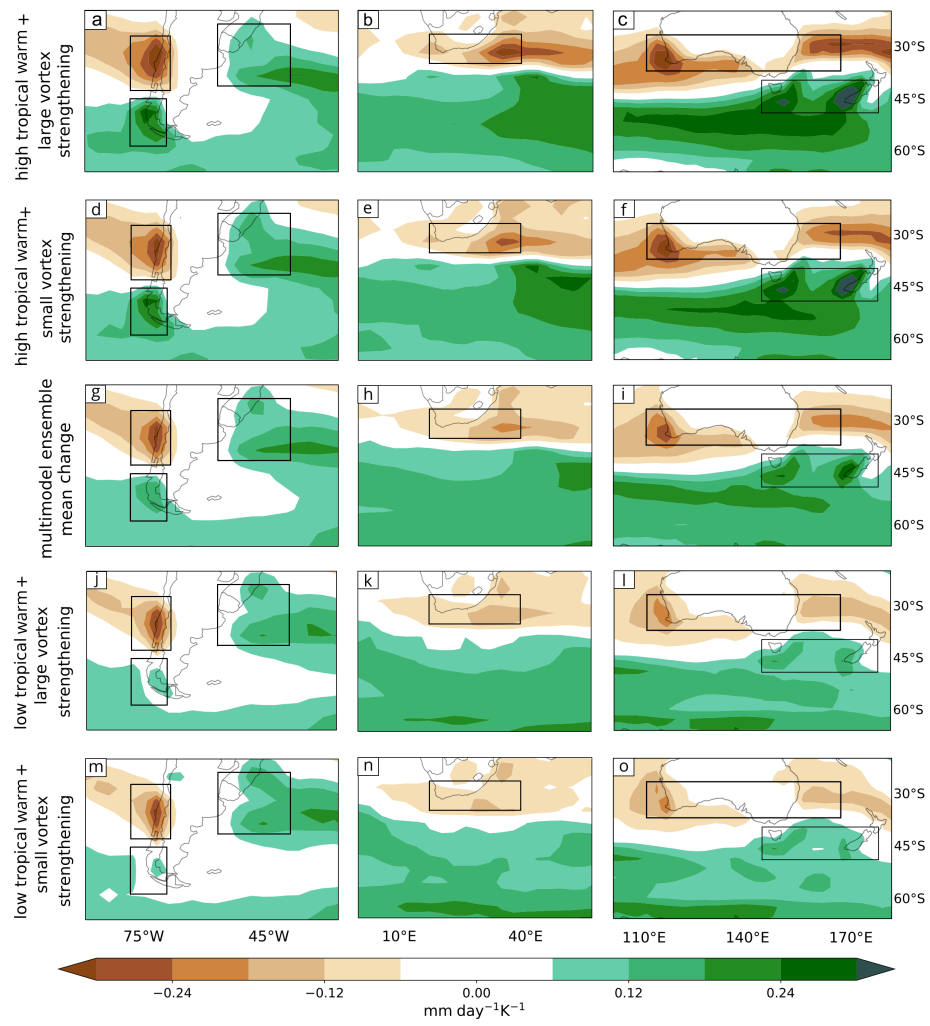 a
b
c
high tropical warm +
large vortex
strengthening
30°S
45°S
60°S
d
e
f
high tropical warm+
small vortex
strengthening
30°S
45°S
60°S
g
h
i
multimodel ensemble
mean change
30°S
45°S
60°S
j
k
l
low tropical warm +
large vortex
strengthening
30°S
45°S
60°S
m
n
o
low tropical warm +
small vortex
strengthening
30°S
45°S
60°S
75°W
45°W
10°E
40°E
110°E
140°E
170°E
−0.24
−0.12
0.00
0.12
0.24
mm day⁻¹K⁻¹